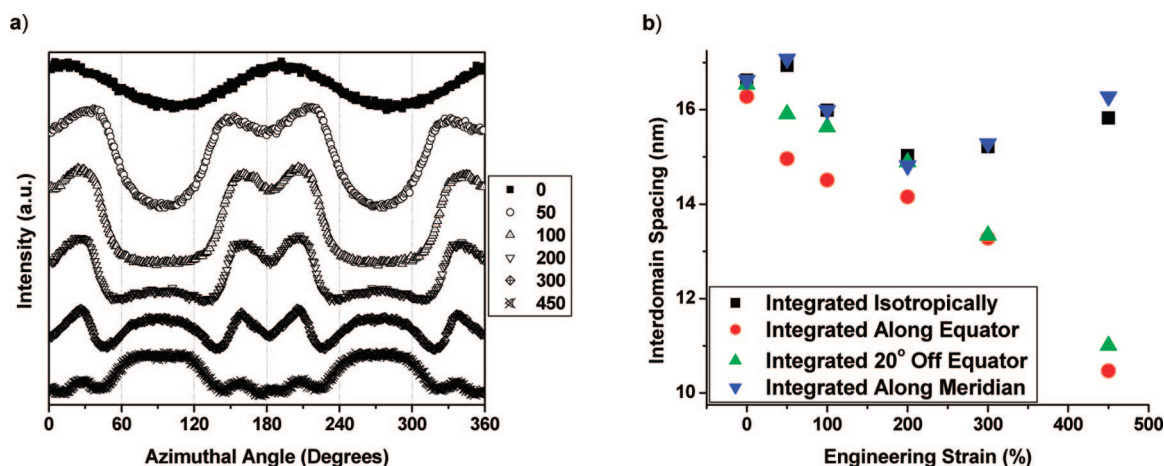 a)
Intensity (a.u.)
0
50
100
200
300
450
0 60 120 180 240 300 360
Azimuthal Angle (Degrees)
b)
Interdomain Spacing (nm)
16
14
12
10
Integrated Isotropically
Integrated Along Equator
Integrated 20° Off Equator
Integrated Along Meridian
0 100 200 300 400 500
Engineering Strain (%)